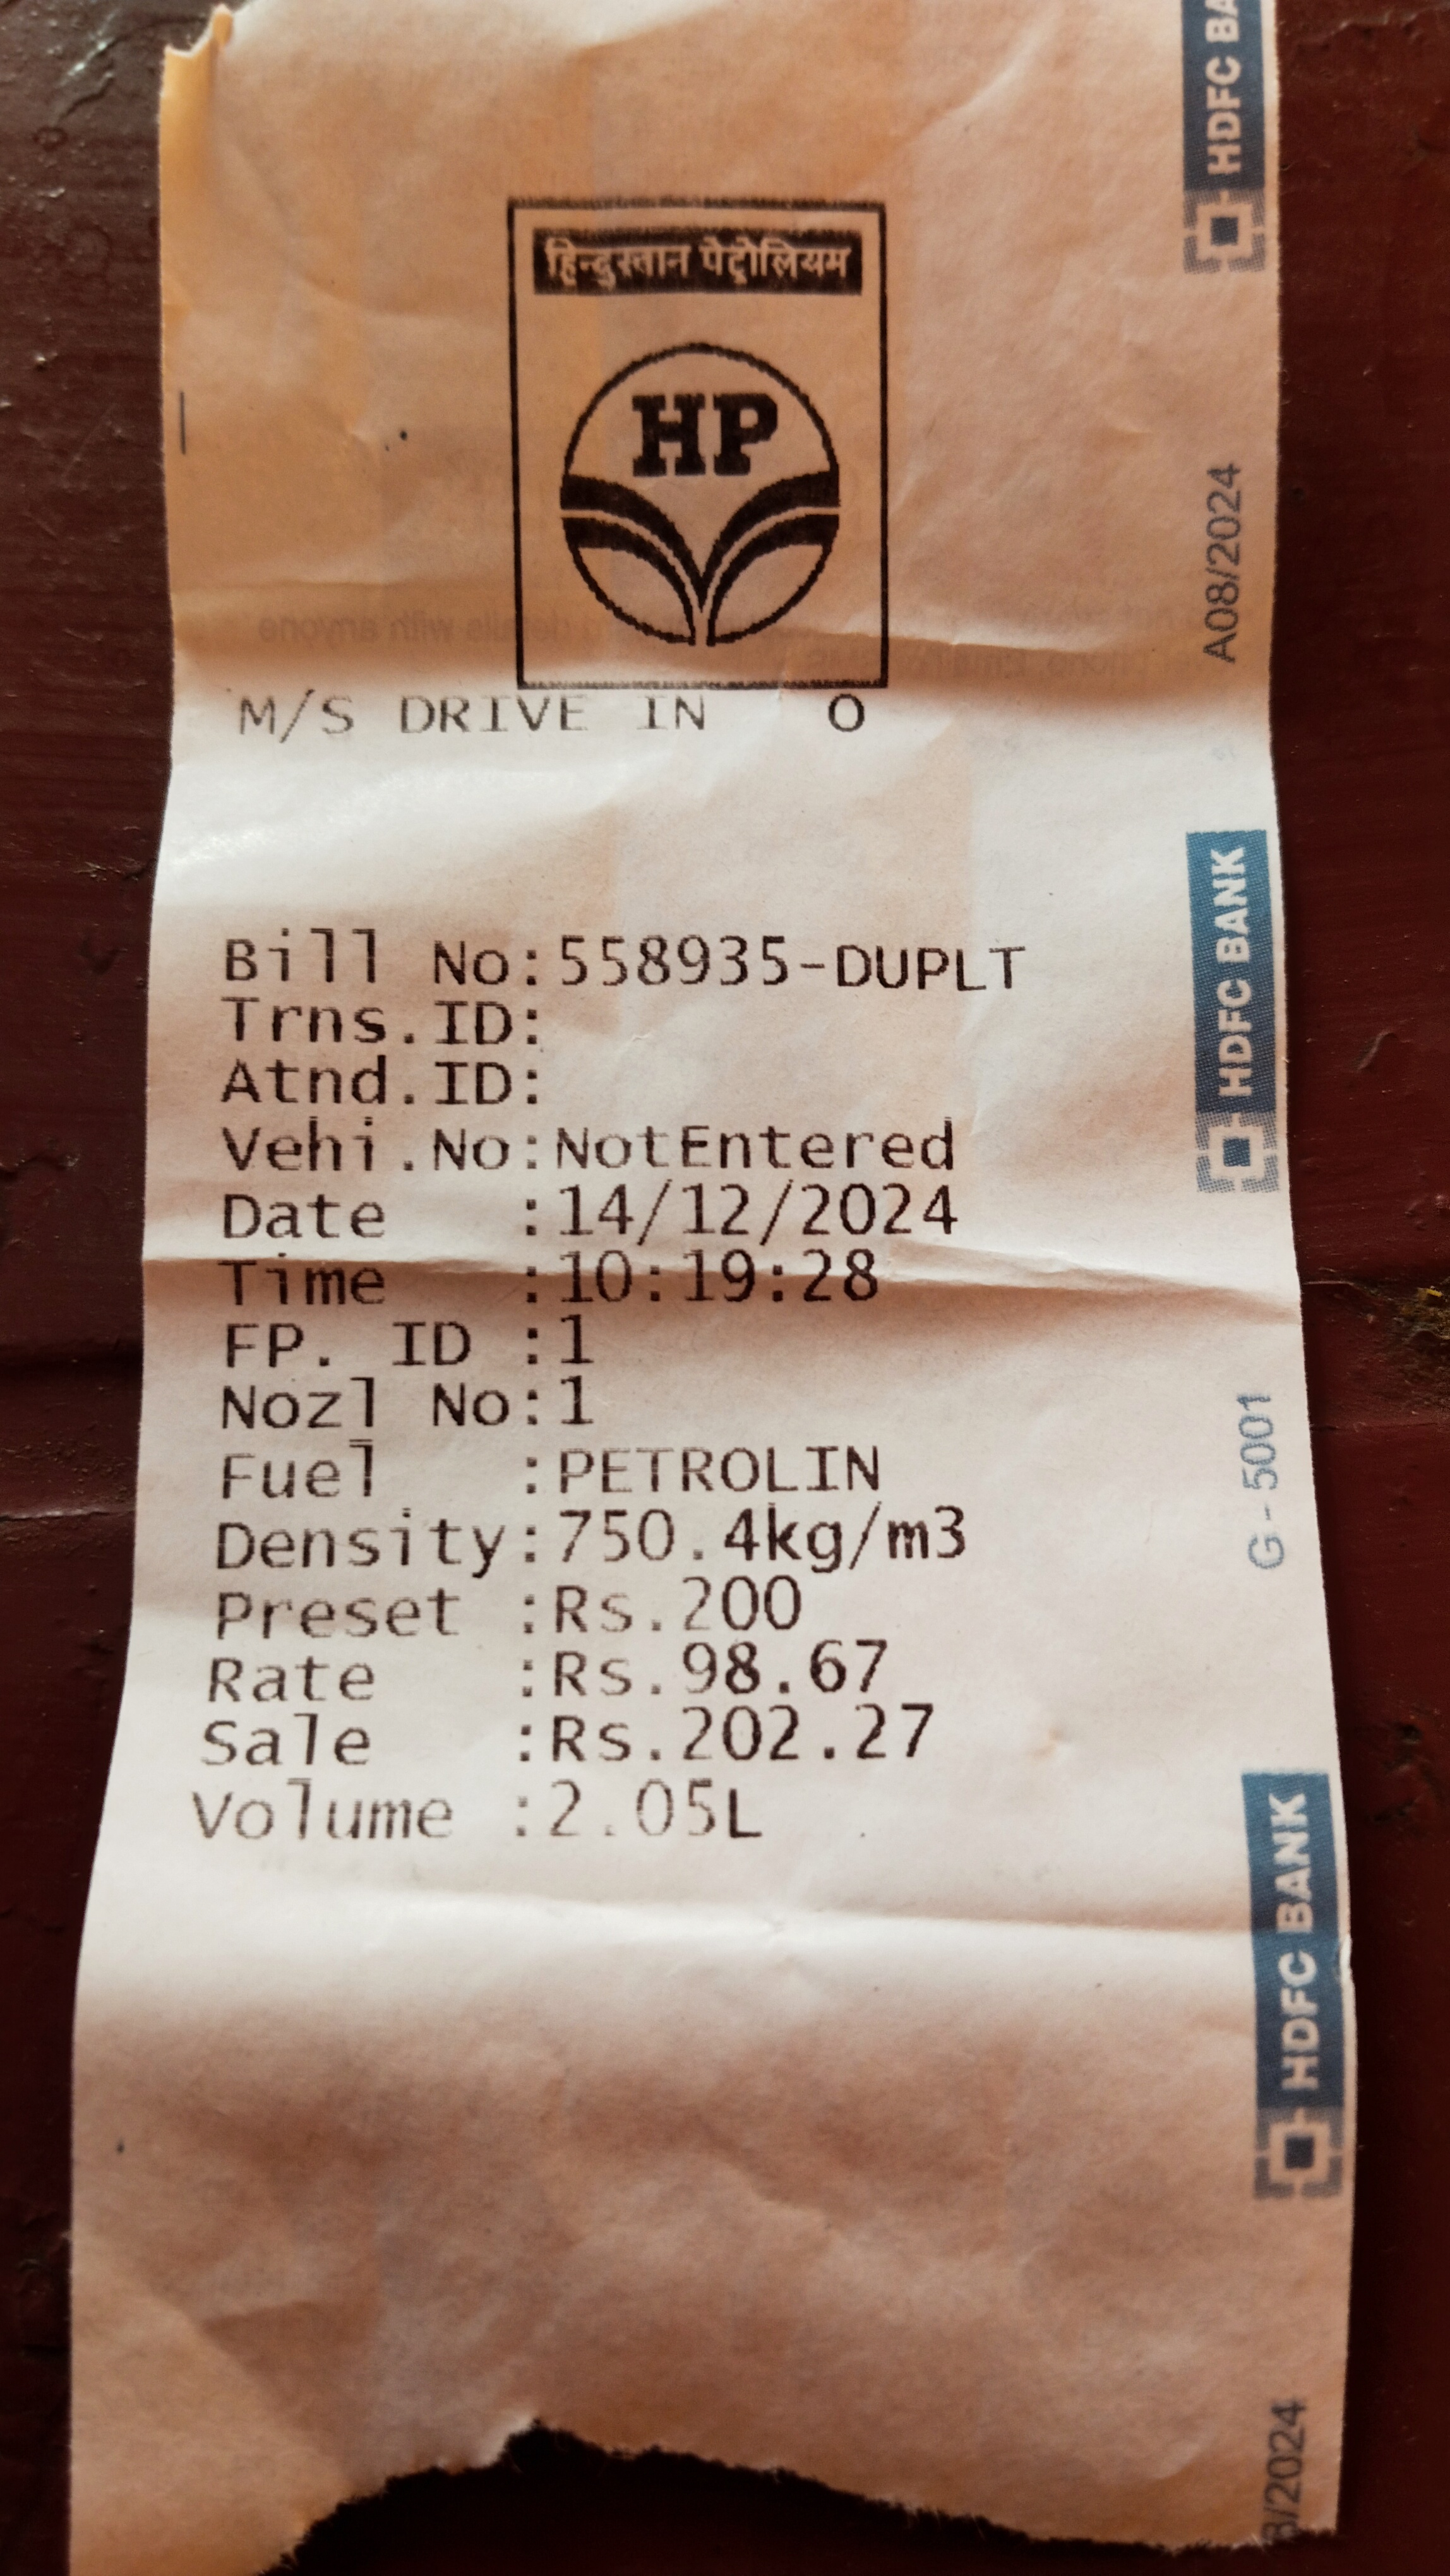 हिन्दुस्तान पेट्रोलियम
HP
M/S DRIVE IN O
Bill No:558935-DUPLT
Trns.ID:
Atnd.ID:
Vehi.No:NotEntered
Date :14/12/2024
Time :10:19:28
FP. ID :1
Nozl No:1
Fuel :PETROLIN
Density:750.4kg/m3
Preset :Rs.200
Rate :Rs.98.67
Sale :Rs.202.27
Volume :2.05L
HDFC BA
A08/2024
HDFC BANK
G-5001
HDFC BANK
8/2024